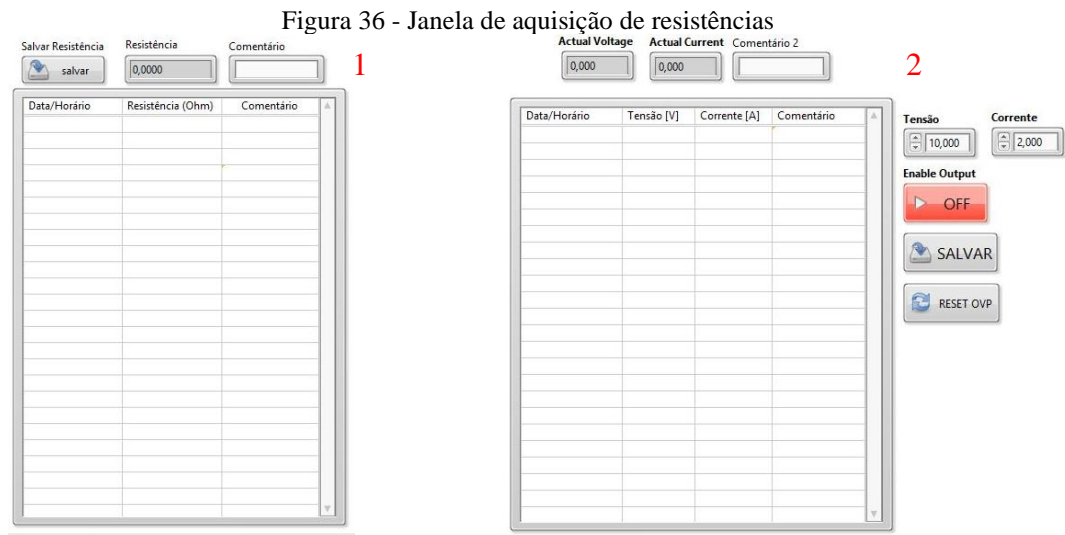 Figura 36 - Janela de aquisição de resistências
Salvar Resistência Resistência Comentário
salvar 0,0000
1
Data/Horário Resistência (Ohm) Comentário
Actual Voltage Actual Current Comentário 2
0,000 0,000
2
Data/Horário Tensão [V] Corrente [A] Comentário
Tensão Corrente
10,000 2,000
Enable Output
OFF
SALVAR
RESET OVP